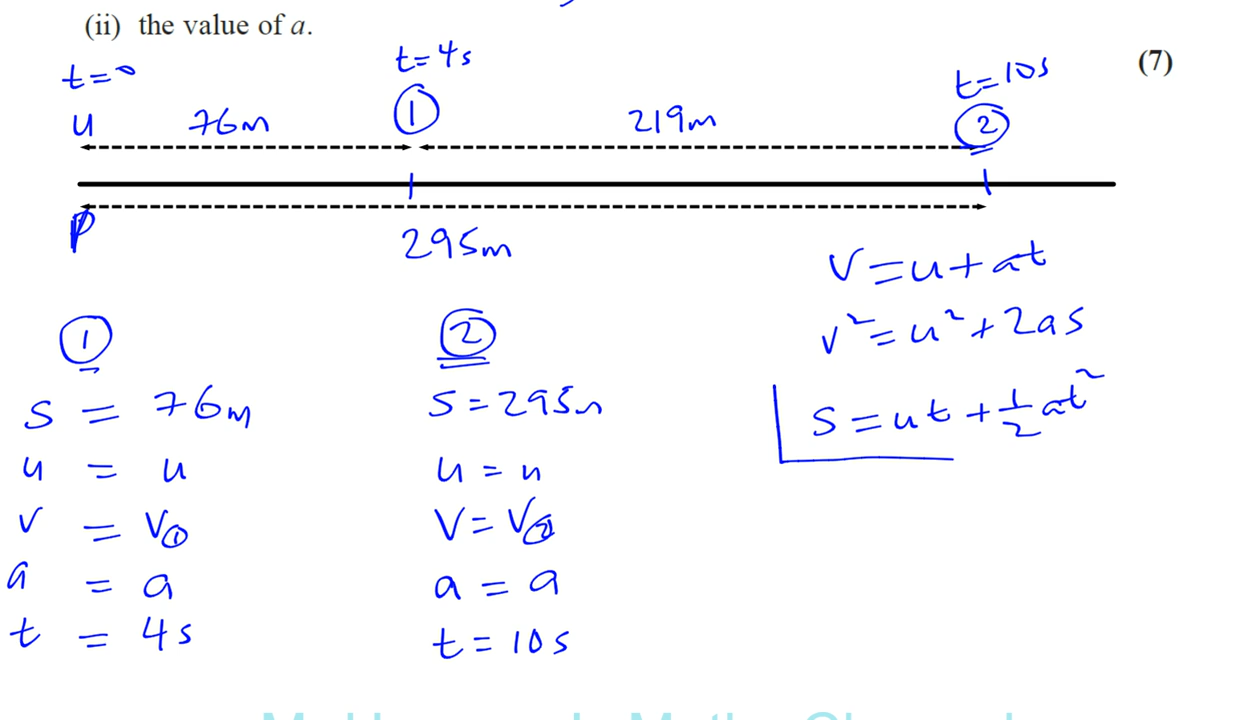 (ii) the value of a.
(7)
t=0
t=4s
t=10s
u
76m
①
219m
②
P
295m
v=u+at
v²=u²+2as
s=ut+½at²
①
s = 76m
u = u
v = v①
a = a
t = 4s
②
s=295m
u=u
v=v②
a=a
t=10s